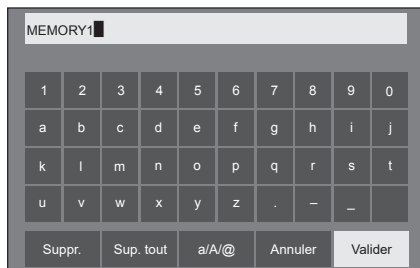 MEMORY1
1 2 3 4 5 6 7 8 9 0
a b c d e f g h i j
k l m n o p q r s t
u v w x y z . – _
Suppr. Sup. tout a/A/@ Annuler Valider